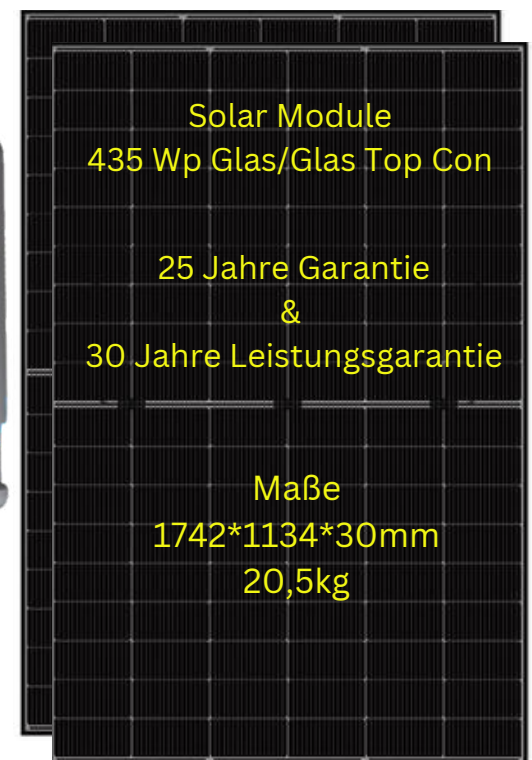 Solar Module
435 Wp Glas/Glas Top Con
25 Jahre Garantie
&
30 Jahre Leistungsgarantie
Maße
1742*1134*30mm
20,5kg